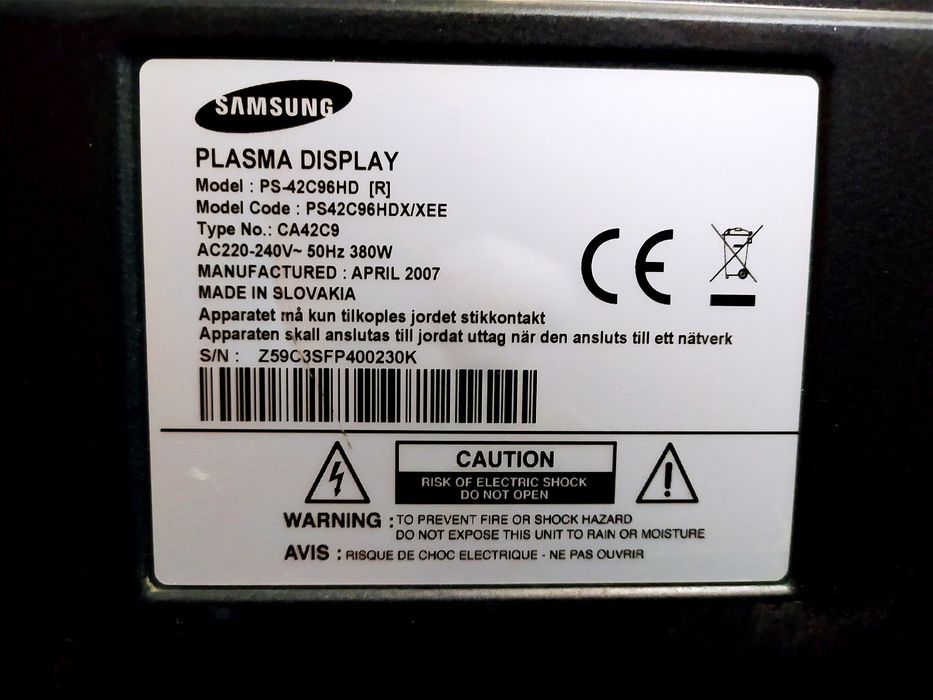 SAMSUNG
PLASMA DISPLAY
Model : PS-42C96HD [R]
Model Code : PS42C96HDX/XEE
Type No.: CA42C9
AC220-240V~ 50Hz 380W
MANUFACTURED : APRIL 2007
MADE IN SLOVAKIA
Apparatet må kun tilkoples jordet stikkontakt
Apparaten skall anslutas till jordat uttag när den ansluts till ett nätverk
S/N : Z59C3SFP400230K
CE
CAUTION
RISK OF ELECTRIC SHOCK
DO NOT OPEN
WARNING : TO PREVENT FIRE OR SHOCK HAZARD
DO NOT EXPOSE THIS UNIT TO RAIN OR MOISTURE
AVIS : RISQUE DE CHOC ELECTRIQUE - NE PAS OUVRIR